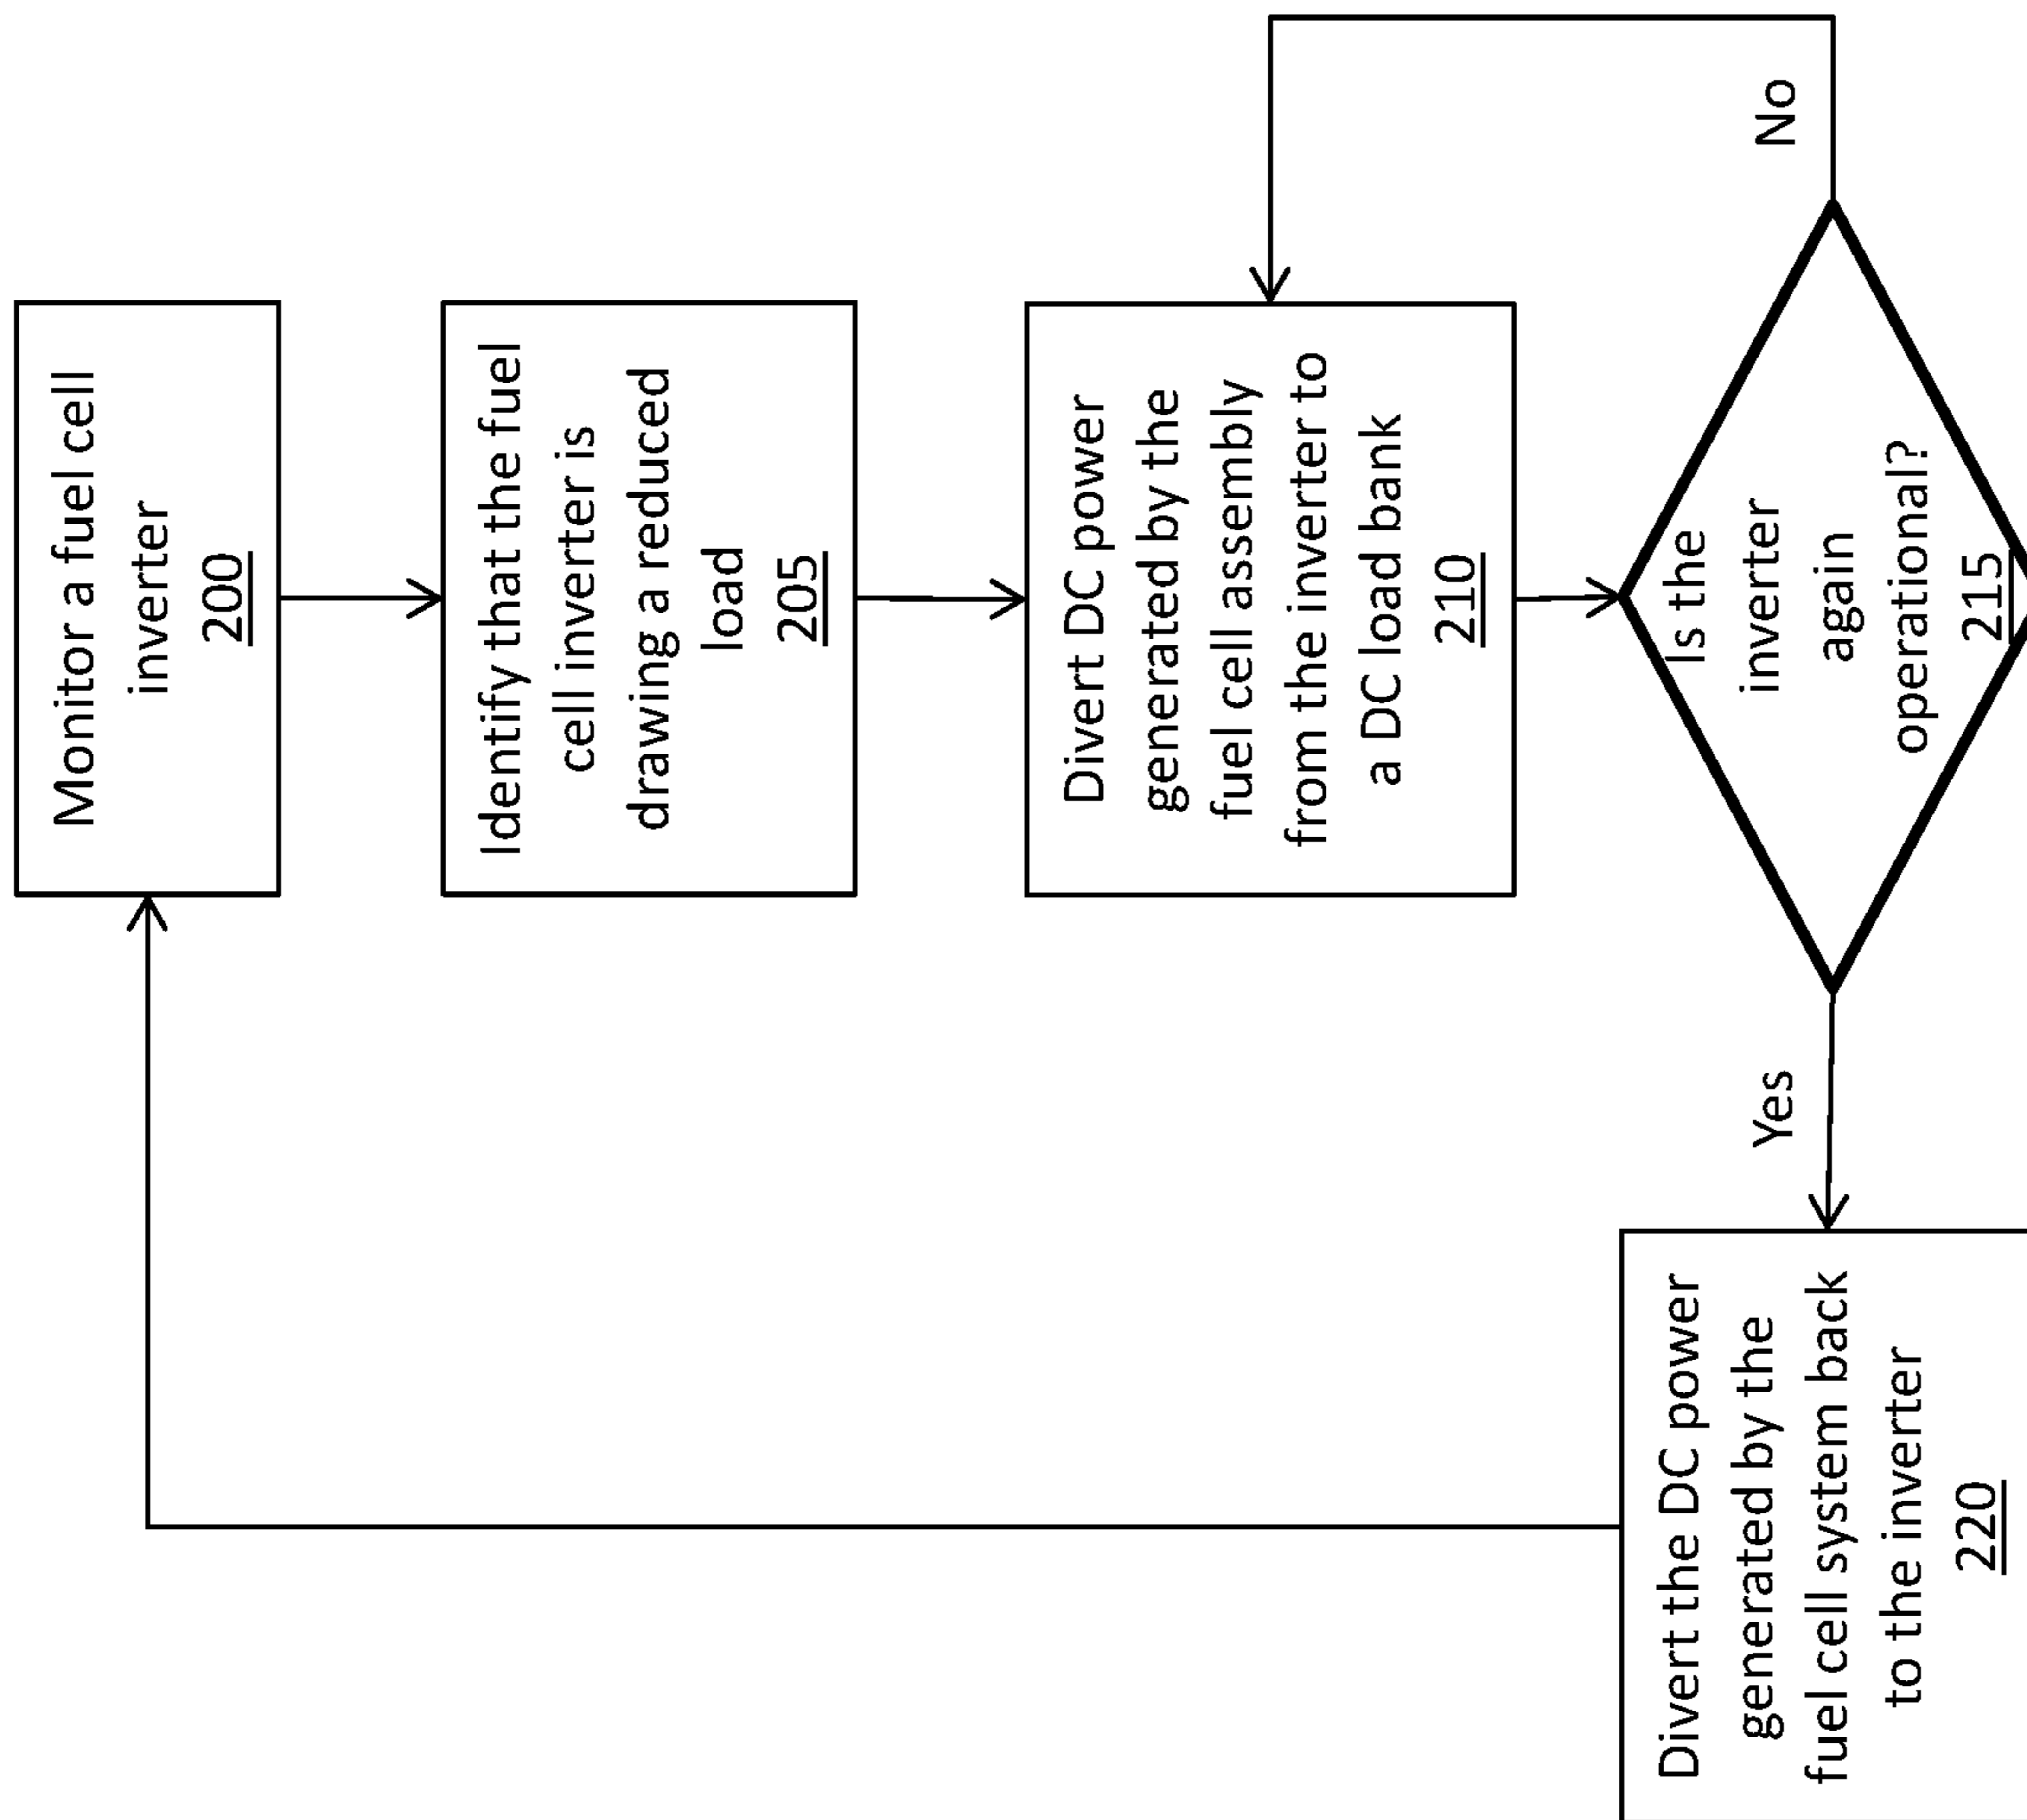 Monitor a fuel cell
inverter
200
Identify that the fuel
cell inverter is
drawing a reduced
load
205
Divert DC power
generated by the
fuel cell assembly
from the inverter to
a DC load bank
210
Is the
inverter
again
operational?
215
No
Yes
Divert the DC power
generated by the
fuel cell system back
to the inverter
220